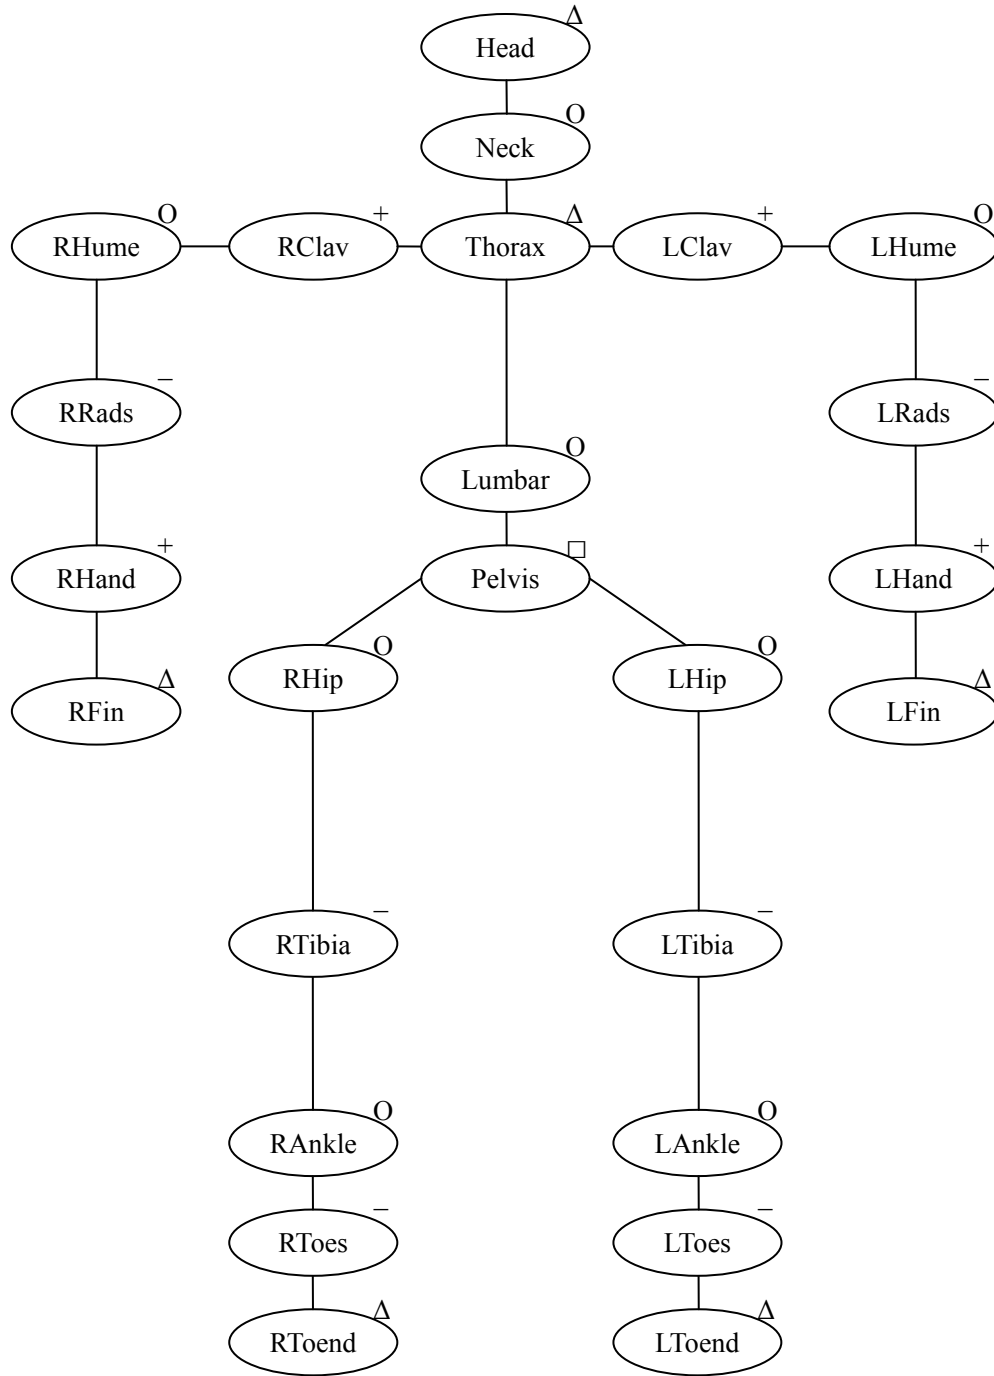 Δ
Head
O
Neck
O + Δ + O
RHume RClav Thorax LClav LHume
– –
RRads LRads
O
Lumbar
+ □ +
RHand Pelvis LHand
O O
RHip LHip
Δ Δ
RFin LFin
– –
RTibia LTibia
O O
RAnkle LAnkle
– –
RToes LToes
Δ Δ
RToend LToend